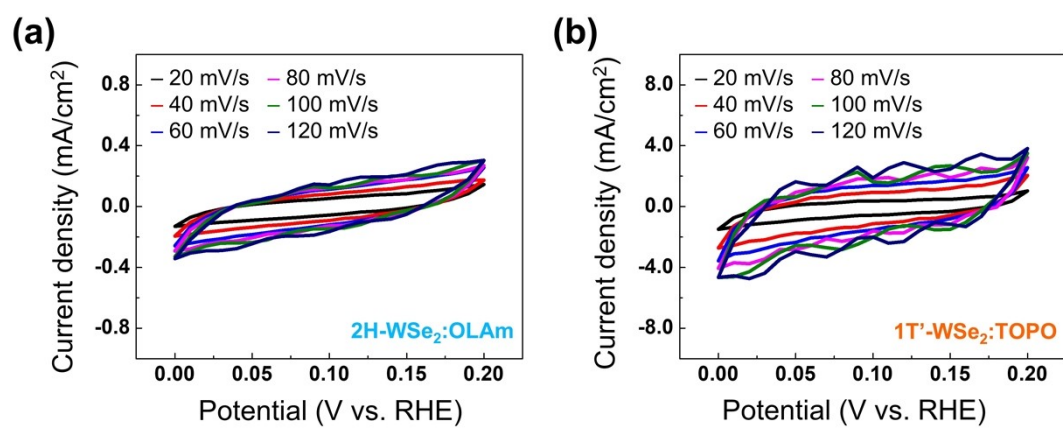 (a)
Current density (mA/cm²)
0.8
0.4
0.0
-0.4
-0.8
20 mV/s
40 mV/s
60 mV/s
80 mV/s
100 mV/s
120 mV/s
2H-WSe₂:OLAm
0.00 0.05 0.10 0.15 0.20
Potential (V vs. RHE)
(b)
Current density (mA/cm²)
8.0
4.0
0.0
-4.0
-8.0
20 mV/s
40 mV/s
60 mV/s
80 mV/s
100 mV/s
120 mV/s
1T’-WSe₂:TOPO
0.00 0.05 0.10 0.15 0.20
Potential (V vs. RHE)